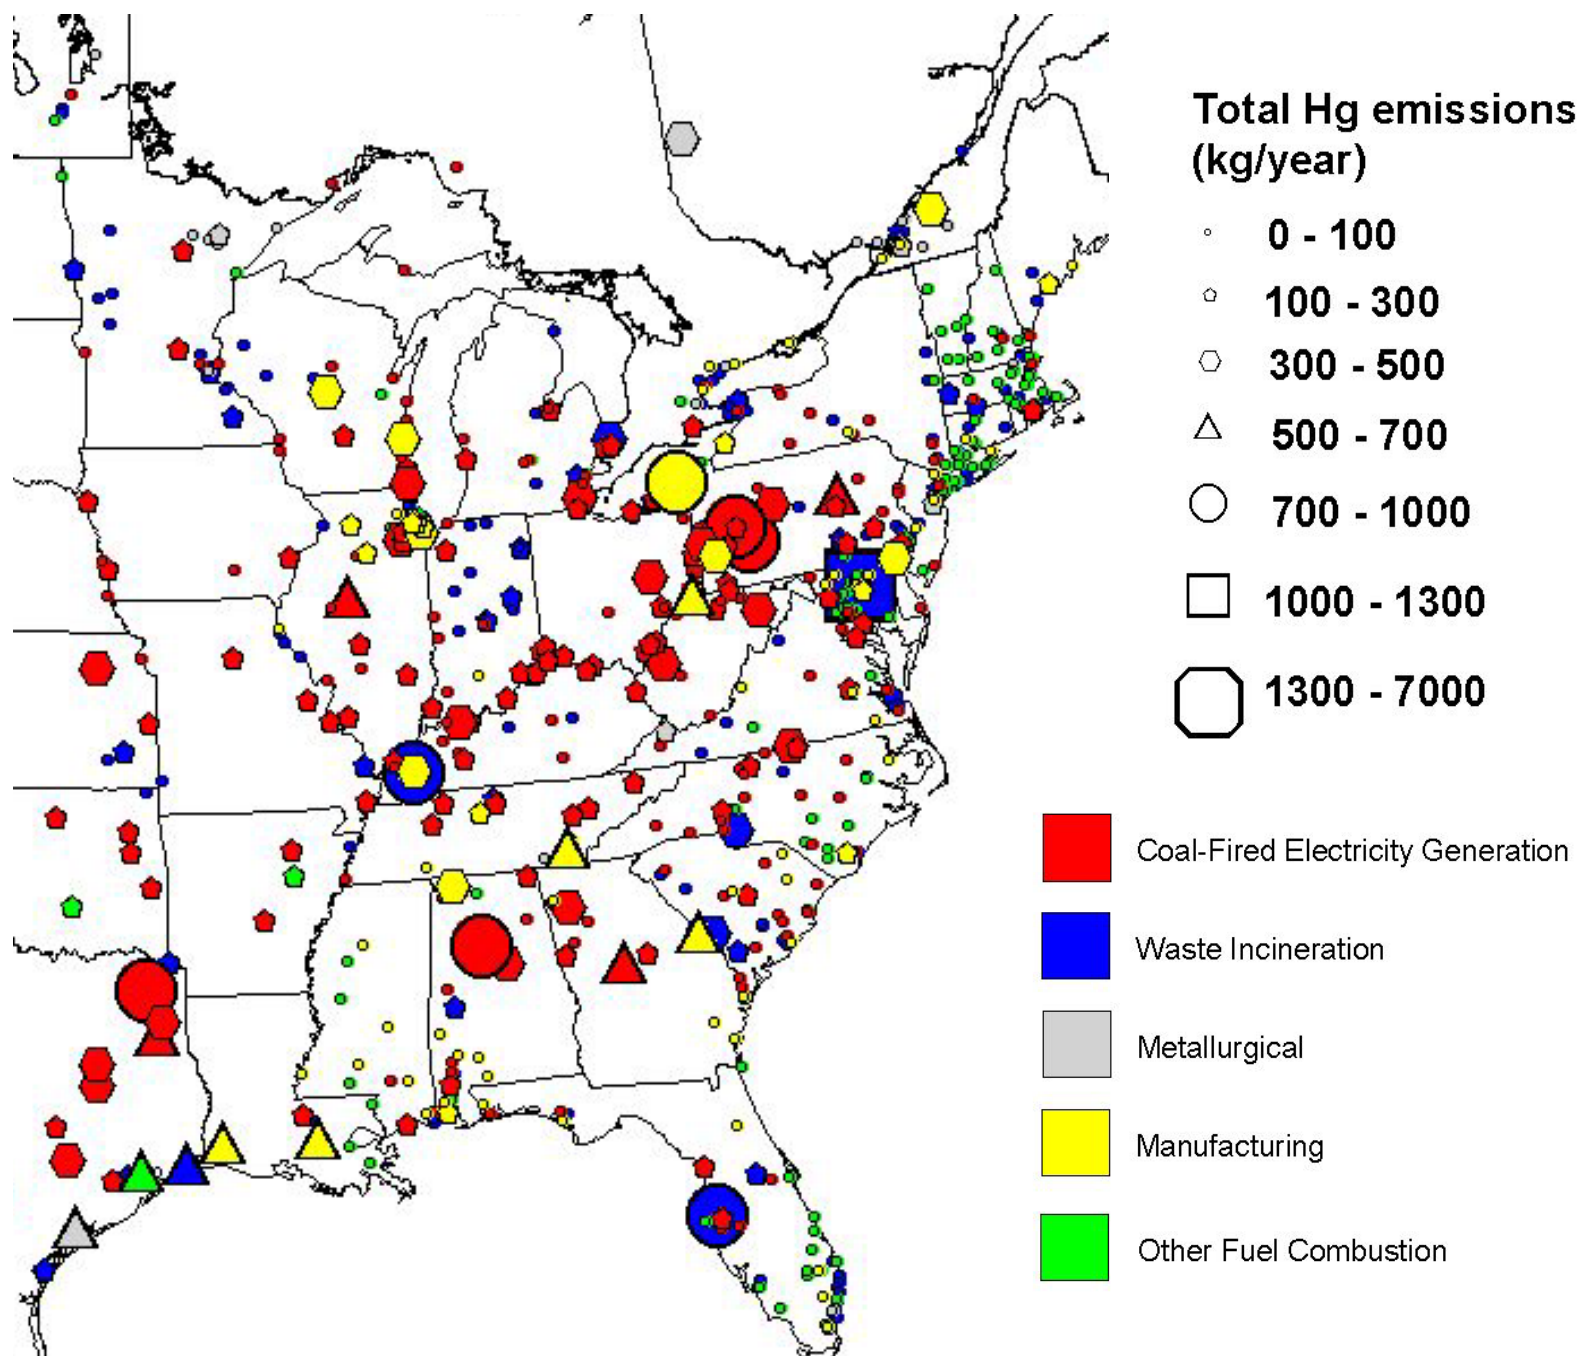 Total Hg emissions
(kg/year)
0 - 100
100 - 300
300 - 500
500 - 700
700 - 1000
1000 - 1300
1300 - 7000
Coal-Fired Electricity Generation
Waste Incineration
Metallurgical
Manufacturing
Other Fuel Combustion